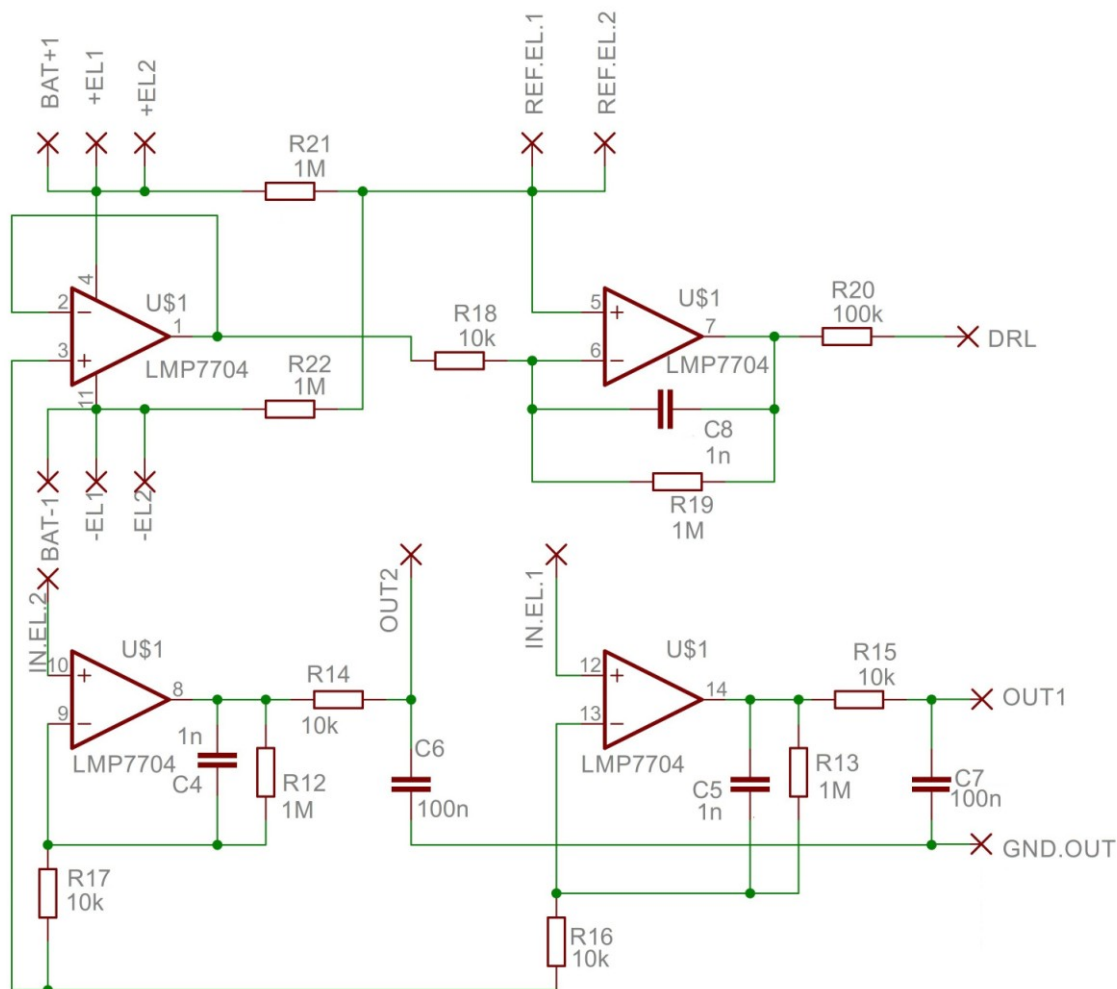 BAT+1
+EL1
+EL2
REF.EL.1
REF.EL.2
R21
1M
4
2
3
11
1
U$1
LMP7704
R22
1M
R18
10k
5
6
7
U$1
LMP7704
R20
100k
DRL
C8
1n
R19
1M
BAT-1
-EL1
-EL2
IN.EL.2
OUT2
IN.EL.1
10
9
8
U$1
LMP7704
R14
10k
1n
C4
R12
1M
C6
100n
12
13
14
U$1
LMP7704
R15
10k
OUT1
C5
1n
R13
1M
C7
100n
GND.OUT
R17
10k
R16
10k